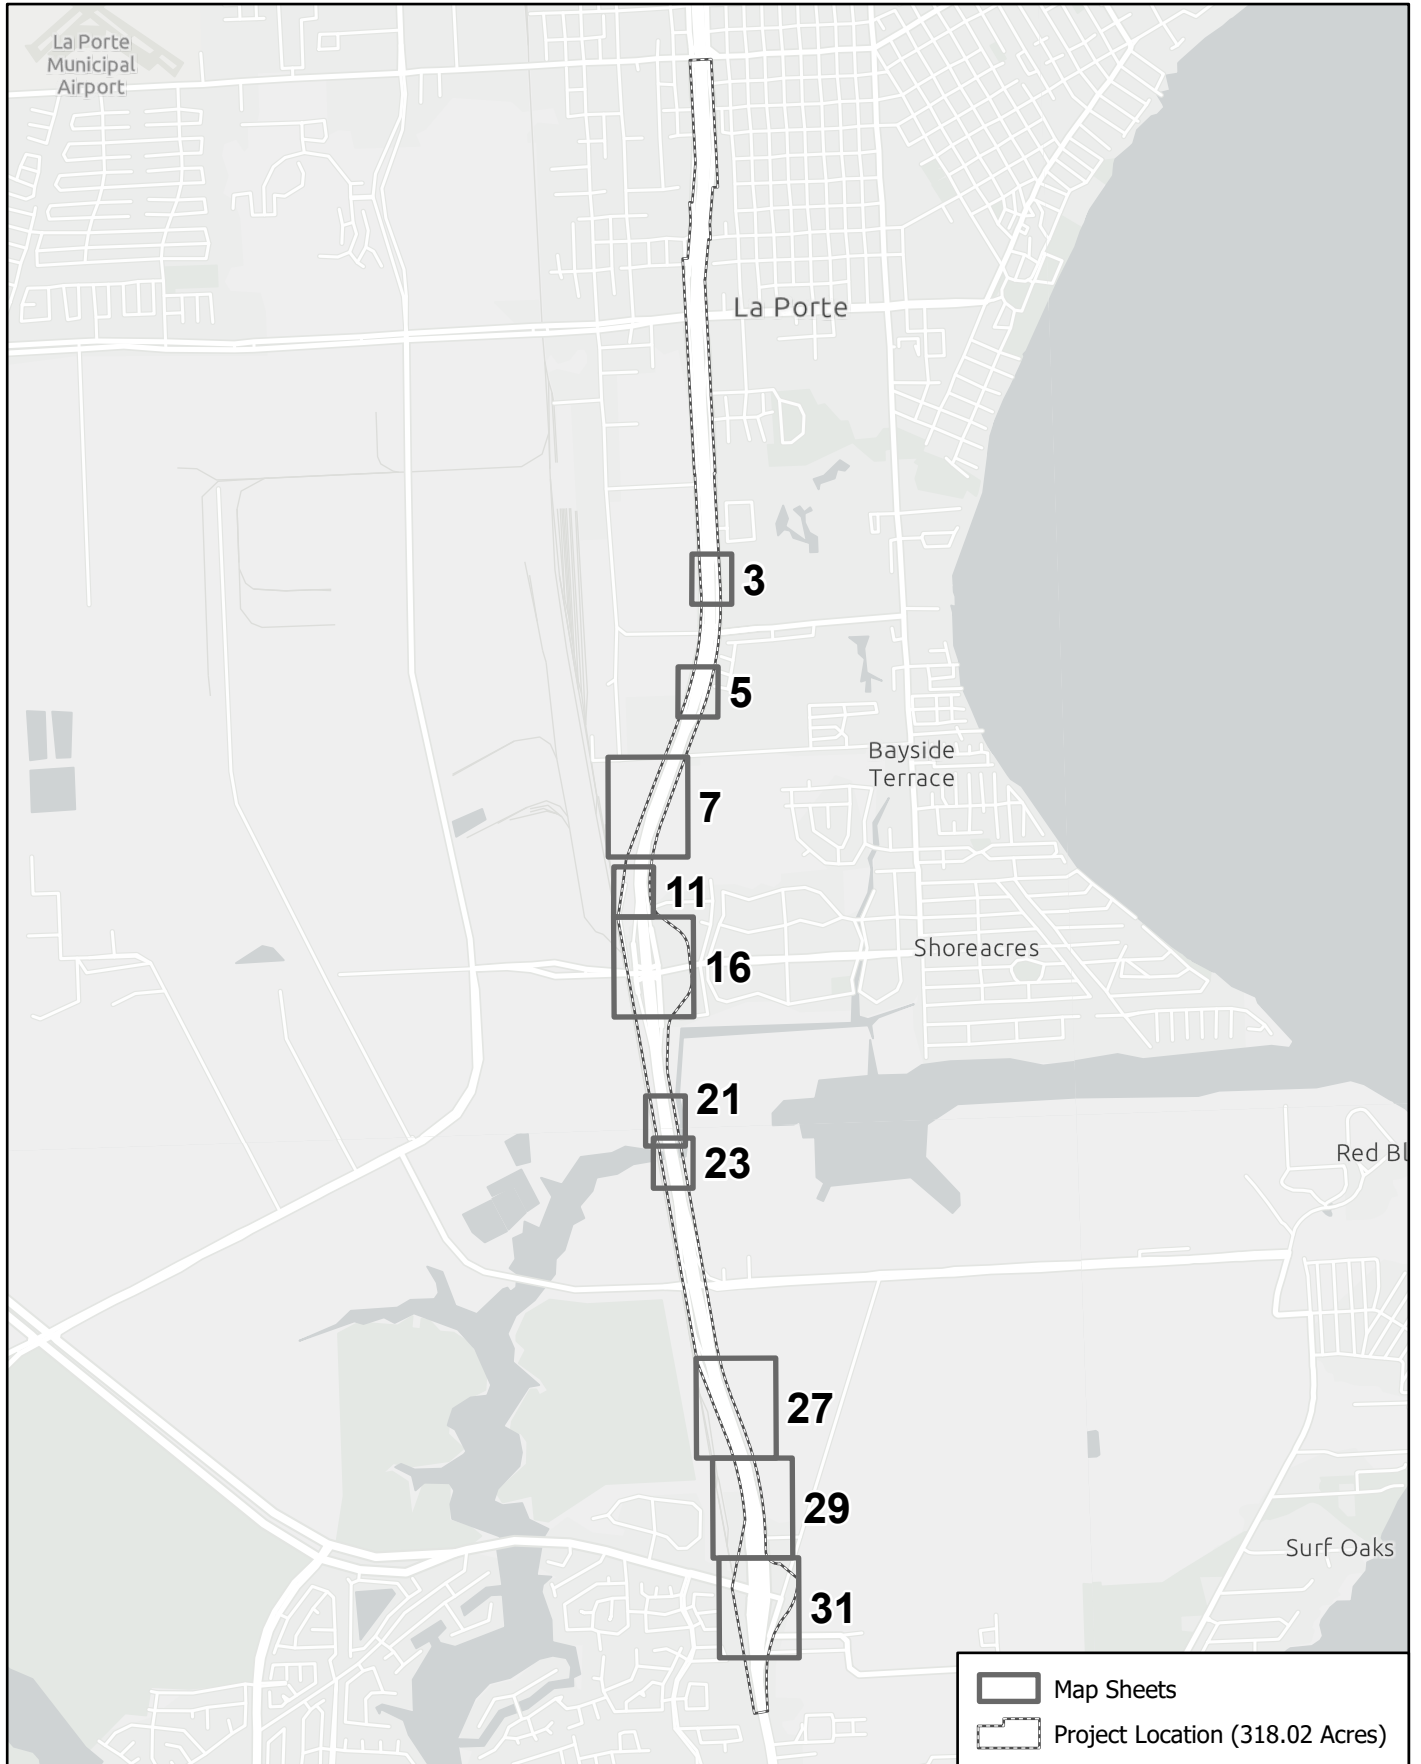 La Porte
Municipal
Airport
La Porte
3
5
Bayside
Terrace
7
11
Shoreacres
16
21
Red Bl
23
27
29
Surf Oaks
31
Map Sheets
Project Location (318.02 Acres)